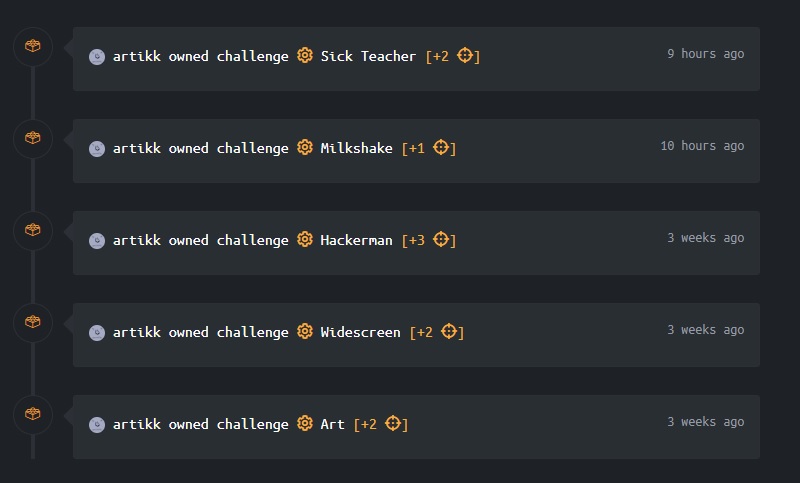 artikk owned challenge Sick Teacher [+2 ] 9 hours ago
artikk owned challenge Milkshake [+1 ] 10 hours ago
artikk owned challenge Hackerman [+3 ] 3 weeks ago
artikk owned challenge Widescreen [+2 ] 3 weeks ago
artikk owned challenge Art [+2 ] 3 weeks ago